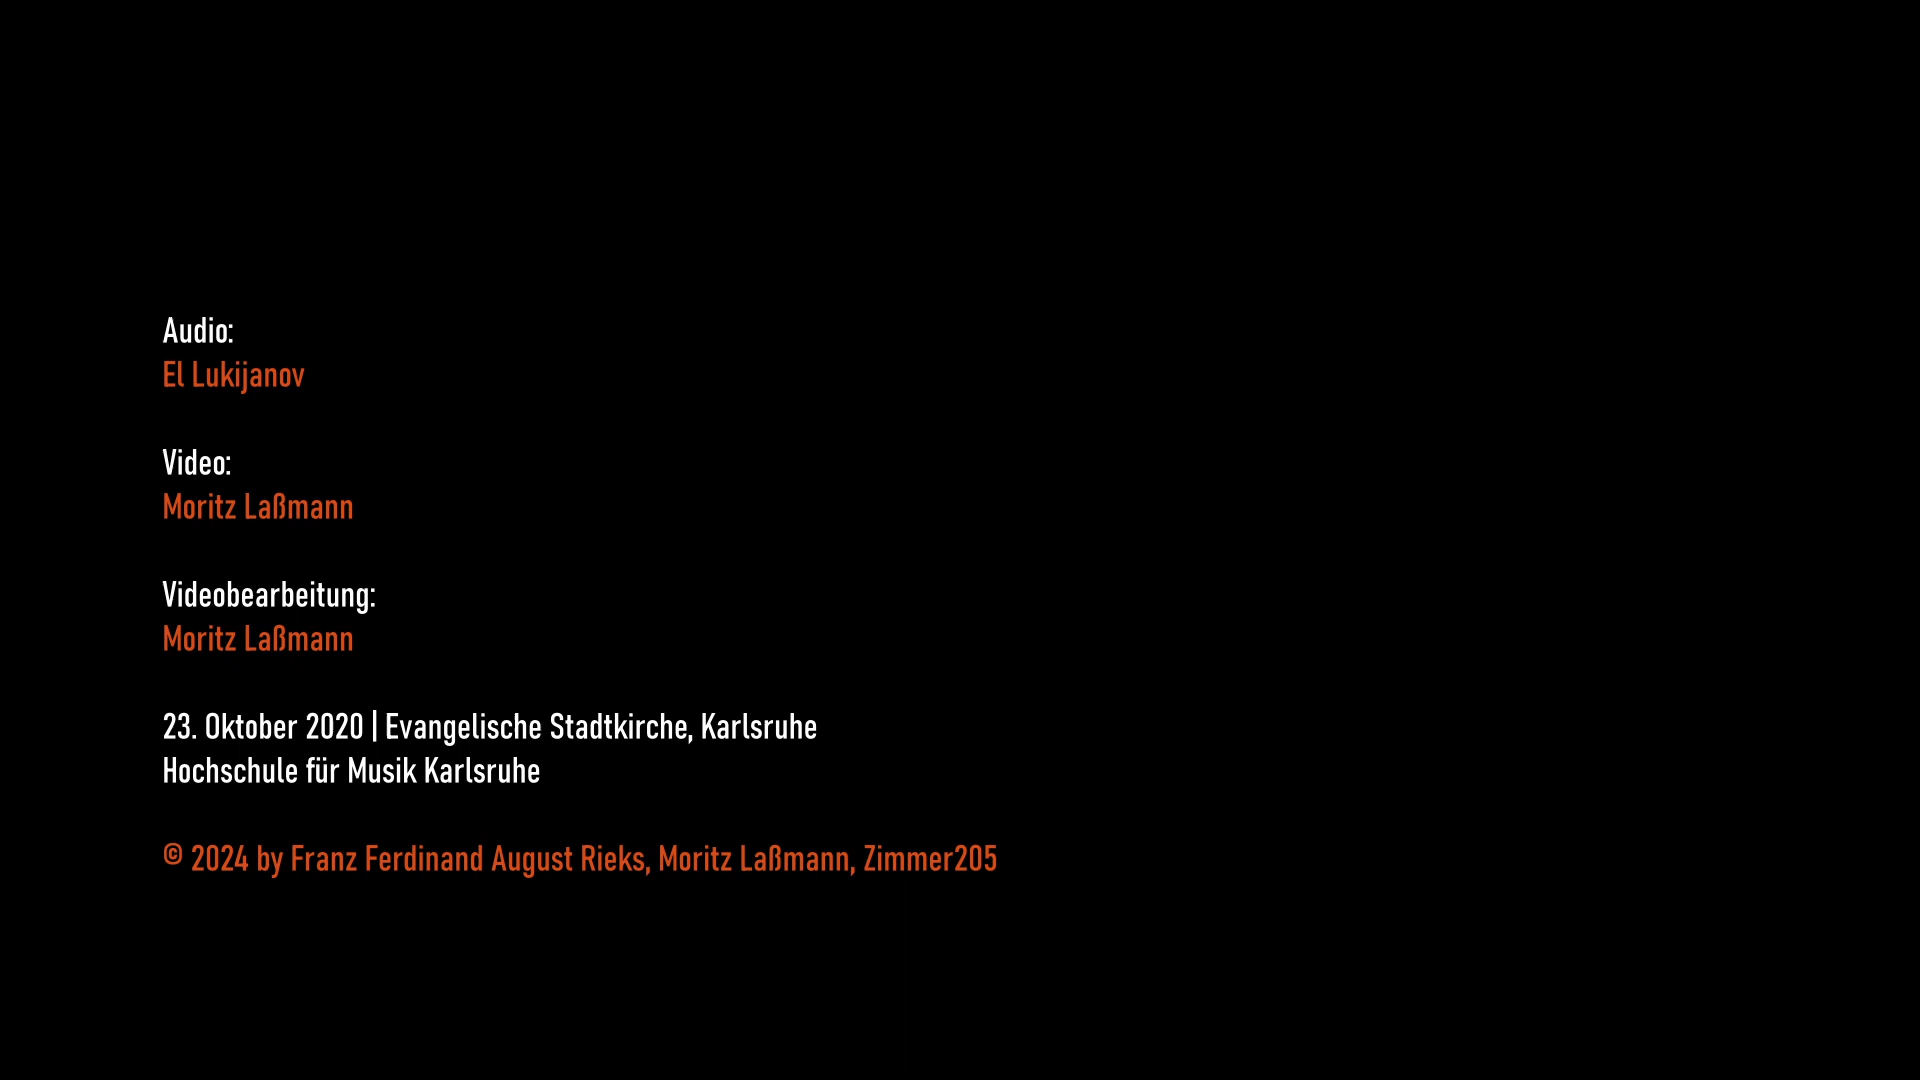 Audio:
El Lukijanov
Video:
Moritz Laßmann
Videobearbeitung:
Moritz Laßmann
23. Oktober 2020 | Evangelische Stadtkirche, Karlsruhe
Hochschule für Musik Karlsruhe
© 2024 by Franz Ferdinand August Rieks, Moritz Laßmann, Zimmer205